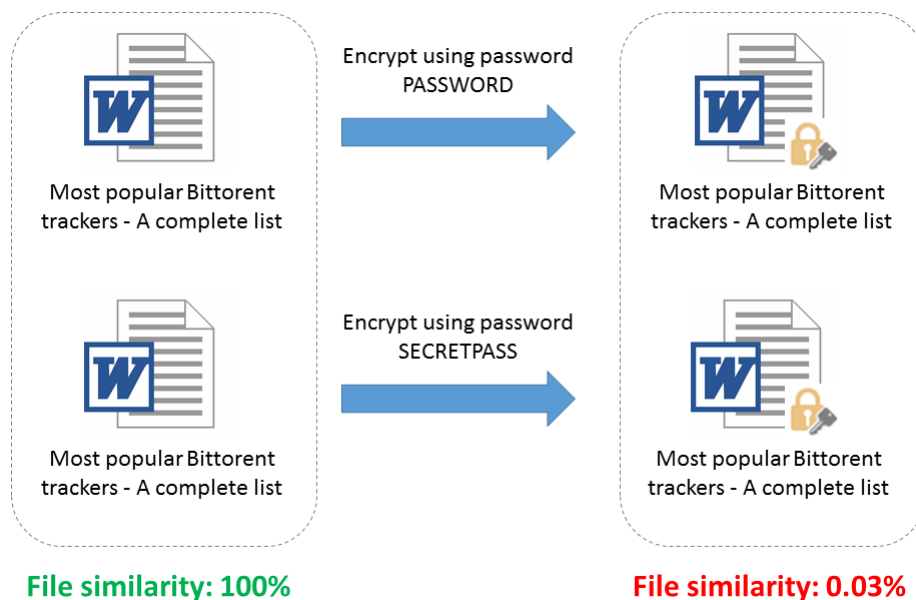 Encrypt using password
PASSWORD
W
W
Most popular Bittorent
trackers - A complete list
Most popular Bittorent
trackers - A complete list
Encrypt using password
SECRETPASS
W
W
Most popular Bittorent
trackers - A complete list
Most popular Bittorent
trackers - A complete list
File similarity: 100%
File similarity: 0.03%